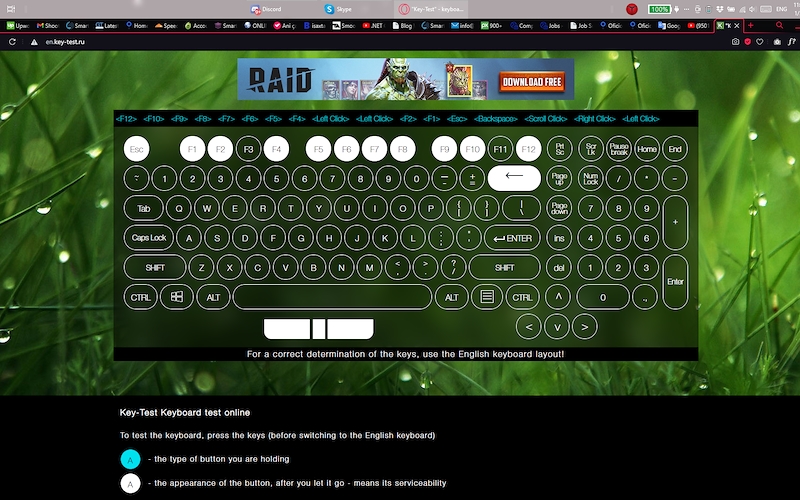 Discord
Skype
"Key-Test" - keyboa...
100%
ENG
Upw
Shoo
Latest
Home
Spee
Acco
Smar
ONLI
Ani ç
isaxt
Smoo
.NET
Blog
Smar
info@
900+
Com
Jobs
Job S
Ofici
Ofici
Goog
(950
"K
en.key-test.ru
RAID
DOWNLOAD FREE
<F12> <F10> <F9> <F8> <F7> <F6> <F5> <F4> <Left Click> <Left Click> <F2> <F1> <Esc> <Backspace> <Scroll Click> <Right Click> <Left Click>
Esc F1 F2 F3 F4 F5 F6 F7 F8 F9 F10 F11 F12 Prt Sc Scr Lk Pause break Home End
~ ` 1 2 3 4 5 6 7 8 9 0 _ - + = ← Page up Num Lock / * -
Tab Q W E R T Y U I O P { [ } ] | \ Page down 7 8 9 +
Caps Lock A S D F G H J K L : ; " ' ↵ ENTER ins 4 5 6
SHIFT Z X C V B N M < , > . ? / SHIFT del 1 2 3 Enter
CTRL ALT ALT CTRL ^ 0 .,
< v >
For a correct determination of the keys, use the English keyboard layout!
Key-Test Keyboard test online
To test the keyboard, press the keys (before switching to the English keyboard)
A - the type of button you are holding
A - the appearance of the button, after you let it go - means its serviceability